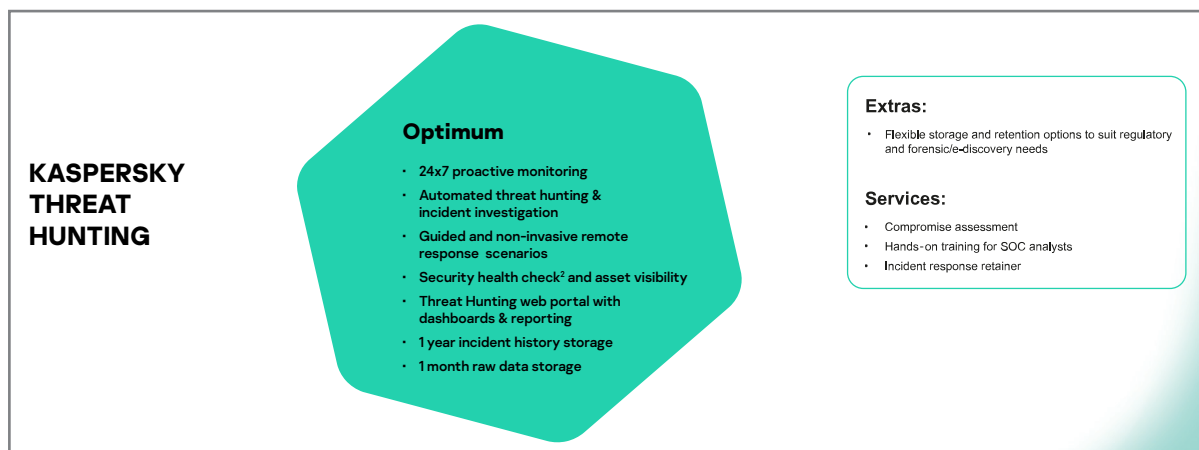 KASPERSKY
THREAT
HUNTING
Optimum
• 24x7 proactive monitoring
• Automated threat hunting &
incident investigation
• Guided and non-invasive remote
response scenarios
• Security health check² and asset visibility
• Threat Hunting web portal with
dashboards & reporting
• 1 year incident history storage
• 1 month raw data storage
Extras:
• Flexible storage and retention options to suit regulatory
and forensic/e-discovery needs
Services:
• Compromise assessment
• Hands-on training for SOC analysts
• Incident response retainer